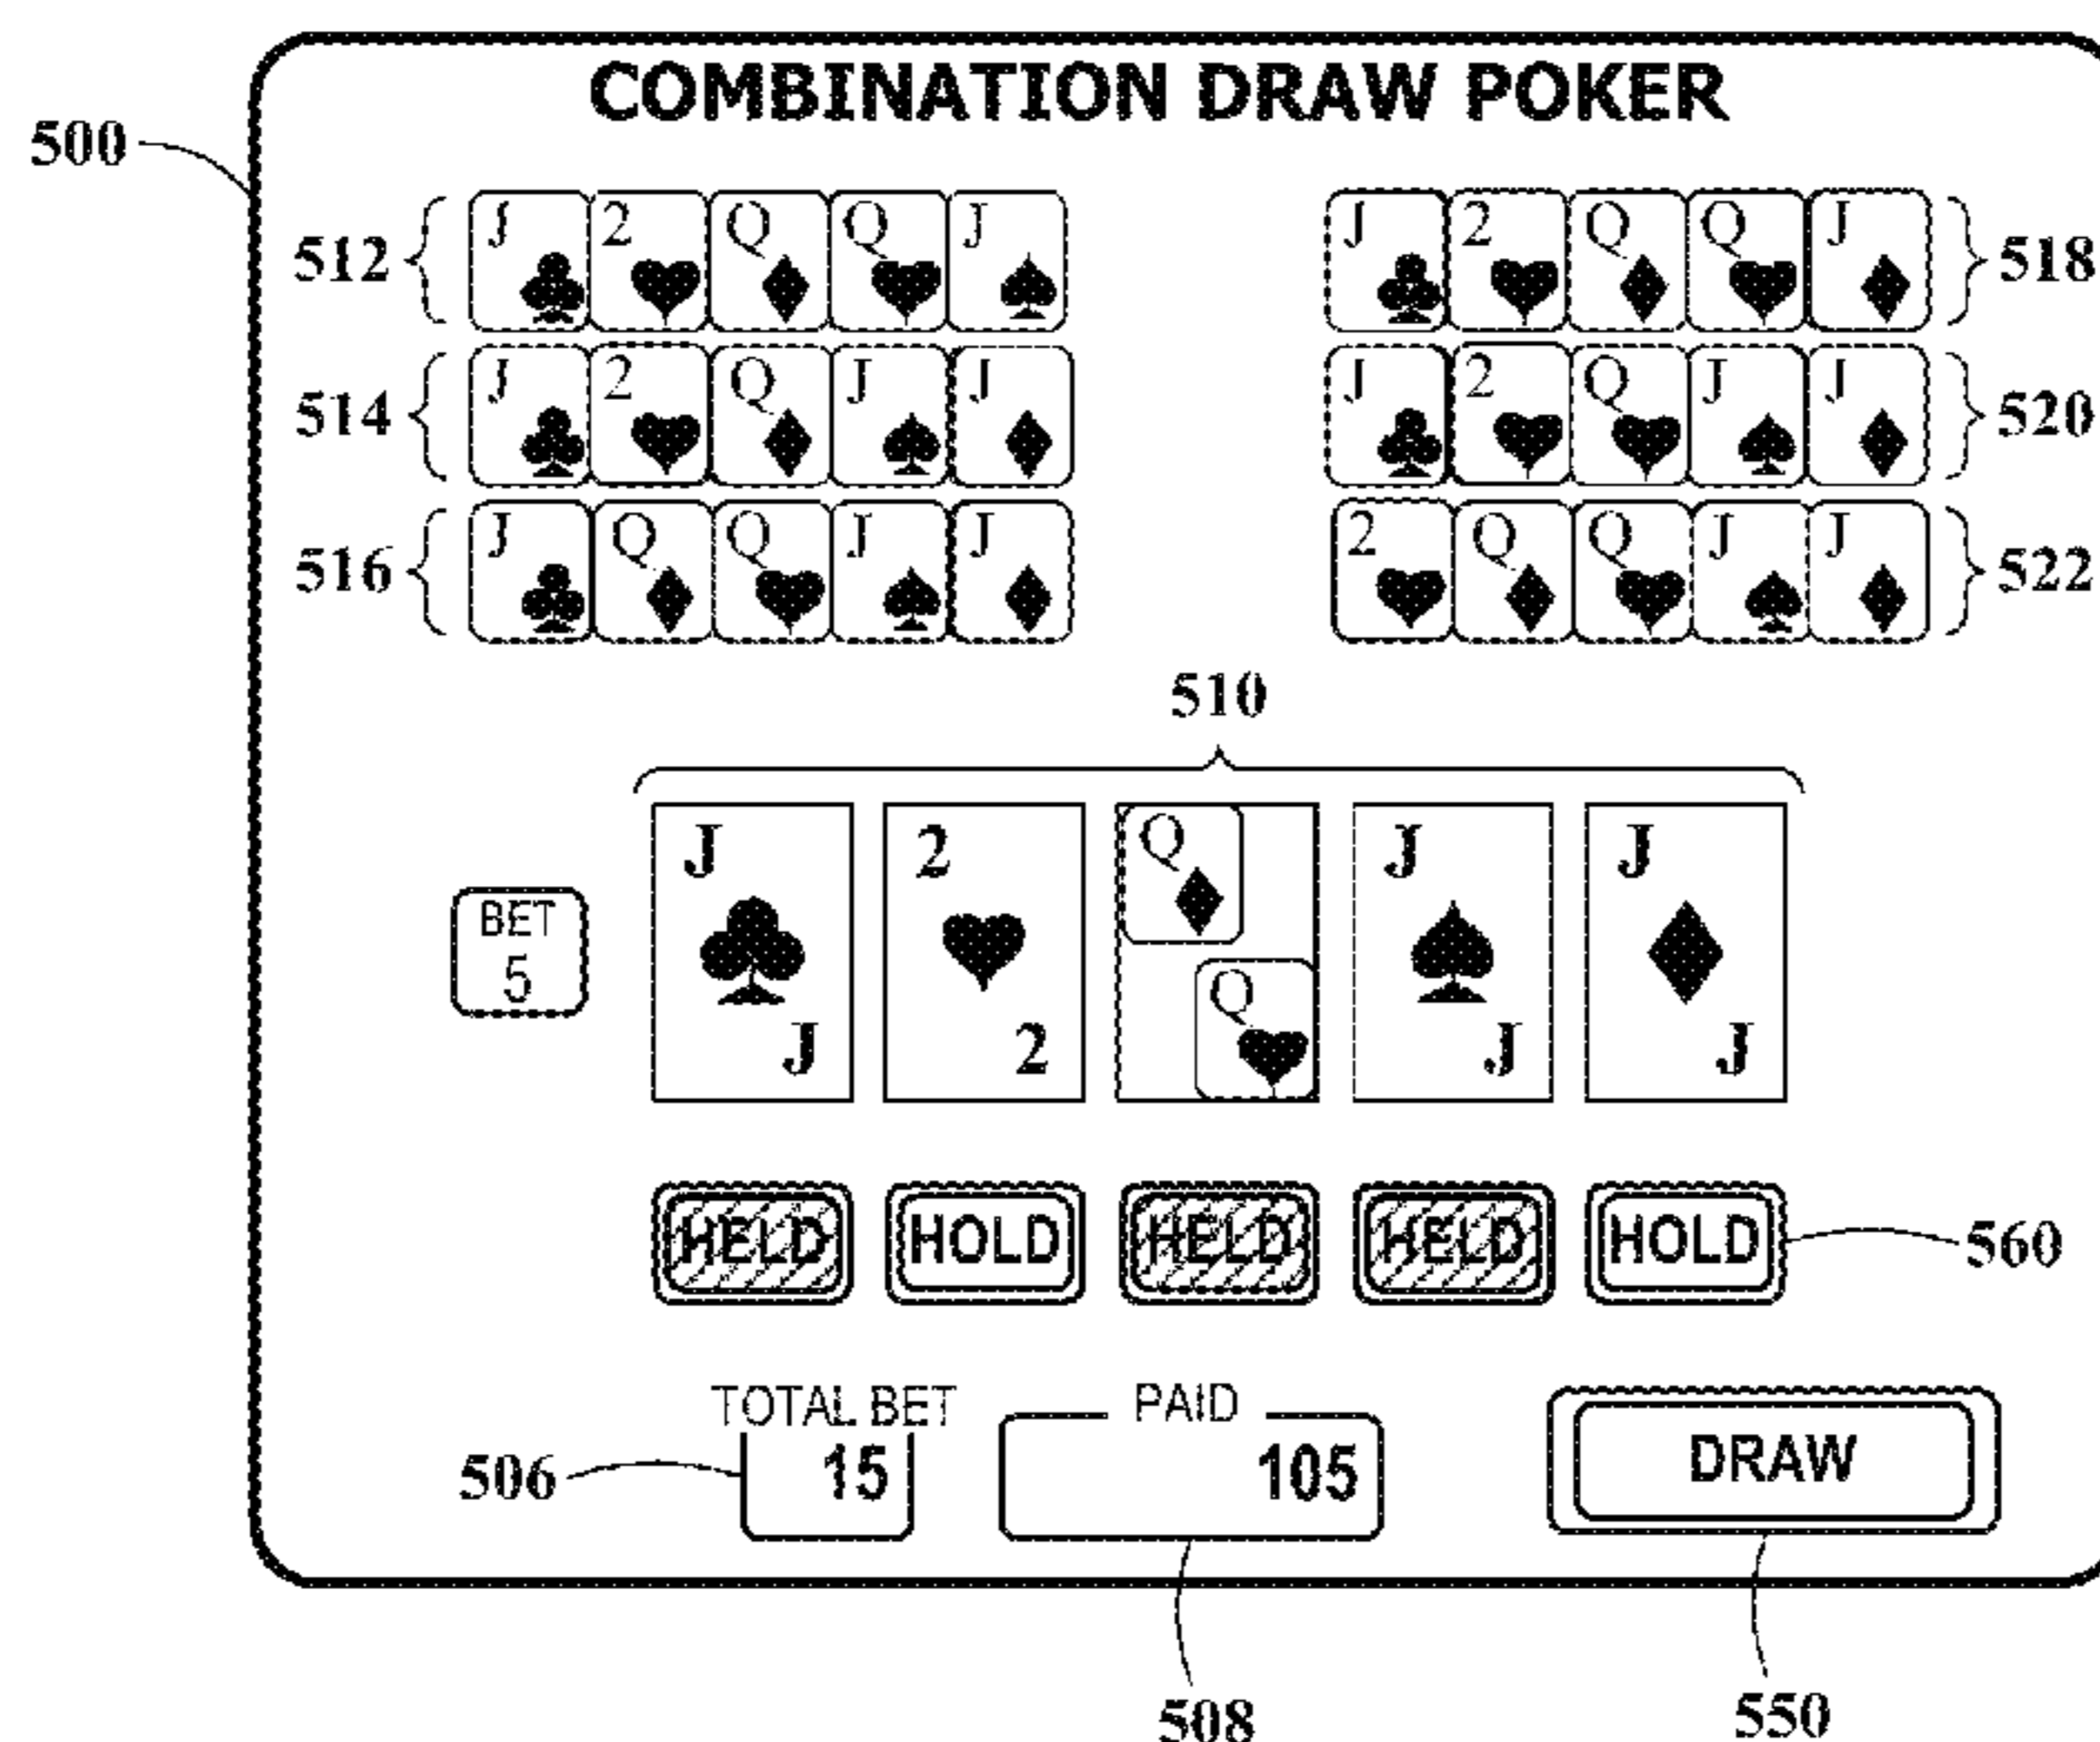 COMBINATION DRAW POKER
500
512 J 2 Q Q J J 2 Q Q J 518
514 J 2 Q J J J 2 Q J J 520
516 J Q Q J J 2 Q Q J J 522
510
J 2 Q J J
BET
5
Q
J 2 J J
HELD HOLD HELD HELD HOLD 560
TOTAL BET PAID
506 15 105 DRAW
508 550